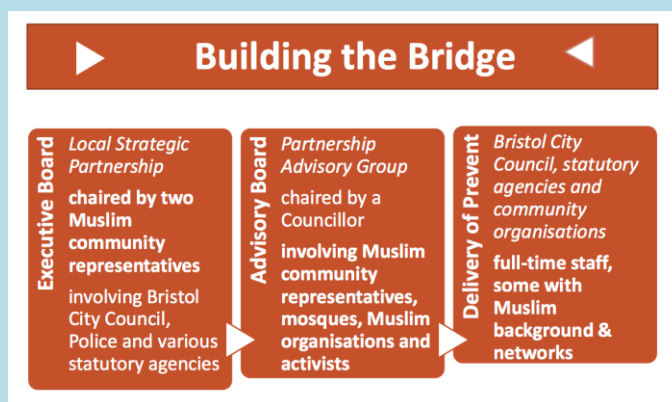 Building the Bridge
Executive Board
Local Strategic
Partnership
chaired by two
Muslim
community
representatives
involving Bristol
City Council,
Police and various
statutory agencies
Advisory Board
Partnership
Advisory Group
chaired by a
Councillor
involving Muslim
community
representatives,
mosques, Muslim
organisations and
activists
Delivery of Prevent
Bristol City
Council, statutory
agencies and
community
organisations
full-time staff,
some with
Muslim
background &
networks